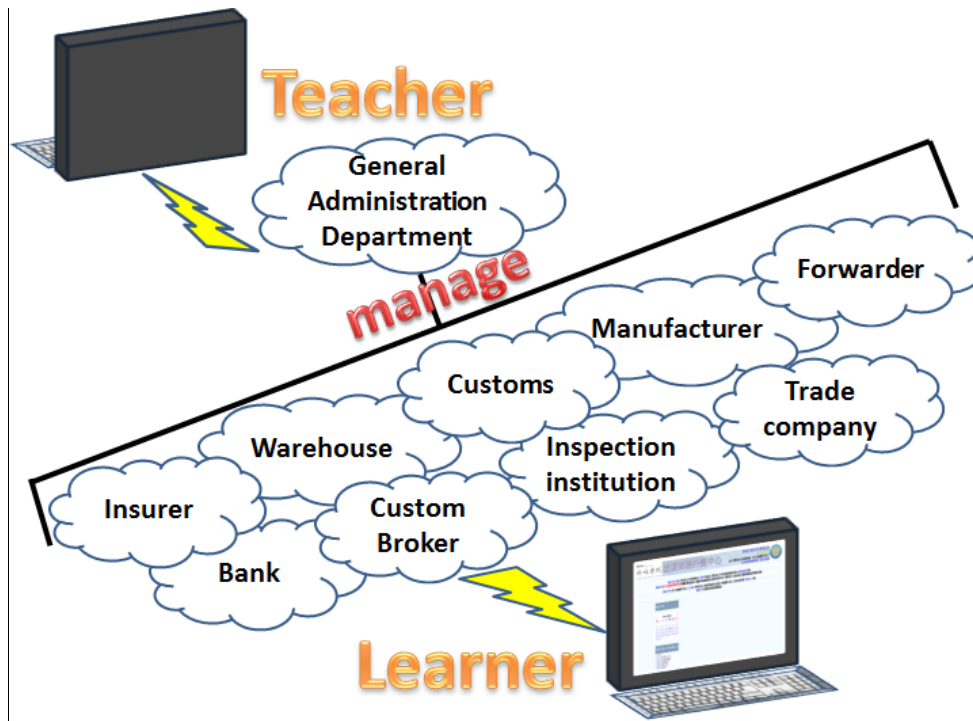 Teacher
General
Administration
Department
manage
Forwarder
Manufacturer
Customs
Trade
company
Warehouse
Inspection
institution
Insurer
Custom
Broker
Bank
Learner